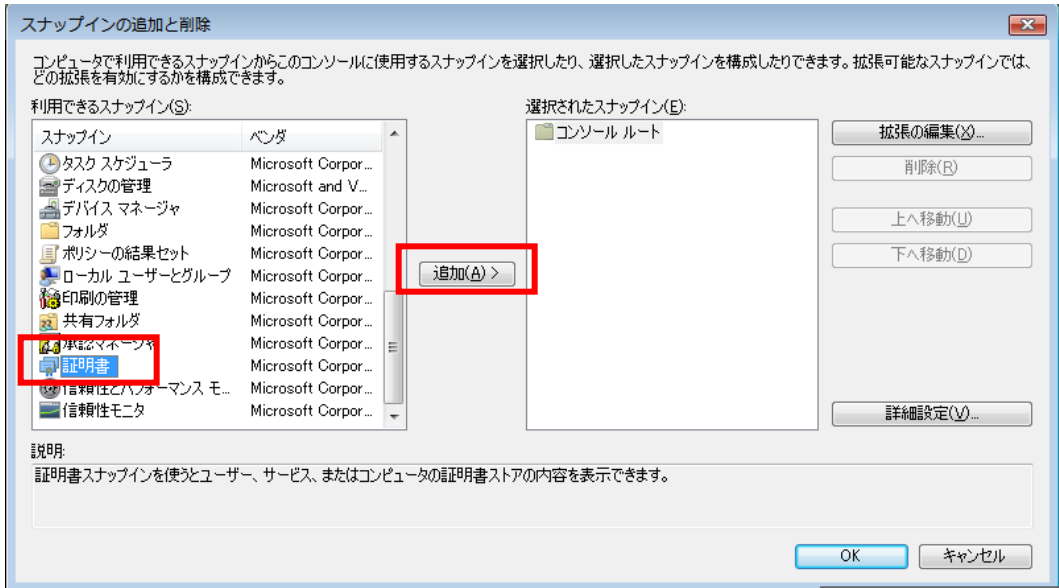 スナップインの追加と削除
コンピュータで利用できるスナップインからこのコンソールに使用するスナップインを選択したり、選択したスナップインを構成したりできます。拡張可能なスナップインでは、
どの拡張を有効にするかを構成できます。
利用できるスナップイン(S):
スナップイン ベンダ
タスク スケジューラ Microsoft Corpor...
ディスクの管理 Microsoft and V...
デバイス マネージャ Microsoft Corpor...
フォルダ Microsoft Corpor...
ポリシーの結果セット Microsoft Corpor...
ローカル ユーザーとグループ Microsoft Corpor...
印刷の管理 Microsoft Corpor...
共有フォルダ Microsoft Corpor...
承認マネージャ Microsoft Corpor...
証明書 Microsoft Corpor...
信頼性とパフォーマンス モ... Microsoft Corpor...
信頼性モニタ Microsoft Corpor...
追加(A) >
選択されたスナップイン(E):
コンソール ルート
拡張の編集(X)...
削除(R)
上へ移動(U)
下へ移動(D)
詳細設定(V)...
説明:
証明書スナップインを使うとユーザー、サービス、またはコンピュータの証明書ストアの内容を表示できます。
OK
キャンセル